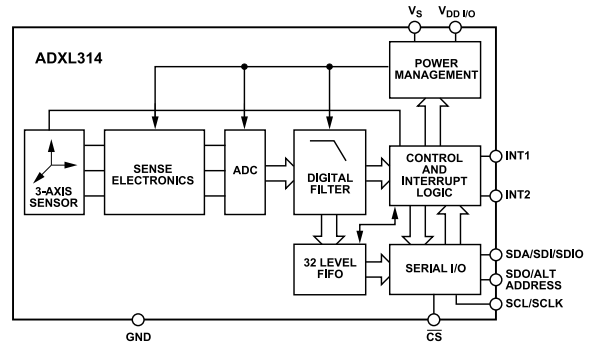 VS
VDD I/O
ADXL314
POWER
MANAGEMENT
3-AXIS
SENSOR
SENSE
ELECTRONICS
ADC
DIGITAL
FILTER
CONTROL
AND
INTERRUPT
LOGIC
INT1
INT2
32 LEVEL
FIFO
SERIAL I/O
SDA/SDI/SDIO
SDO/ALT
ADDRESS
SCL/SCLK
GND
CS